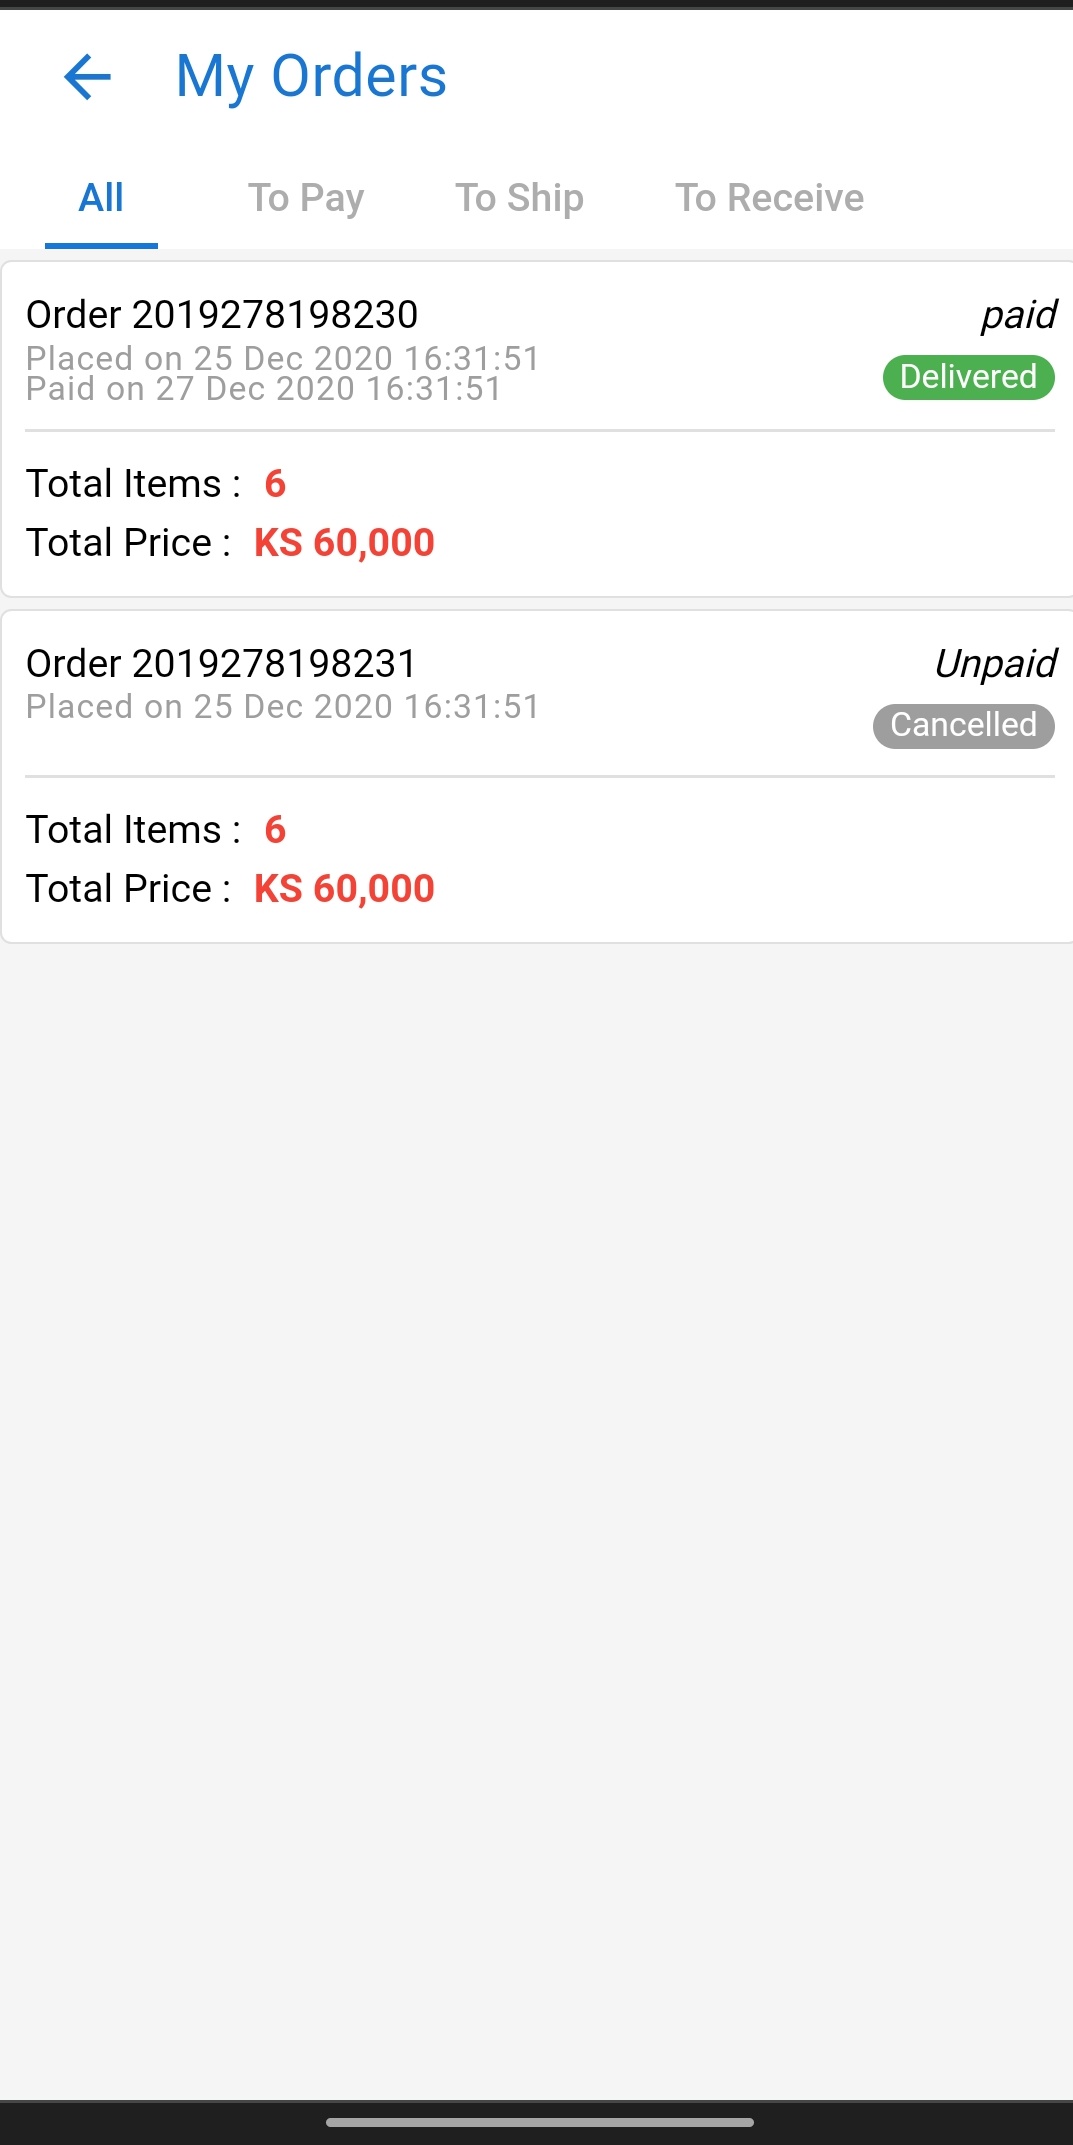 My Orders
All To Pay To Ship To Receive
Order 2019278198230 paid
Placed on 25 Dec 2020 16:31:51
Paid on 27 Dec 2020 16:31:51 Delivered
Total Items : 6
Total Price : KS 60,000
Order 2019278198231 Unpaid
Placed on 25 Dec 2020 16:31:51 Cancelled
Total Items : 6
Total Price : KS 60,000